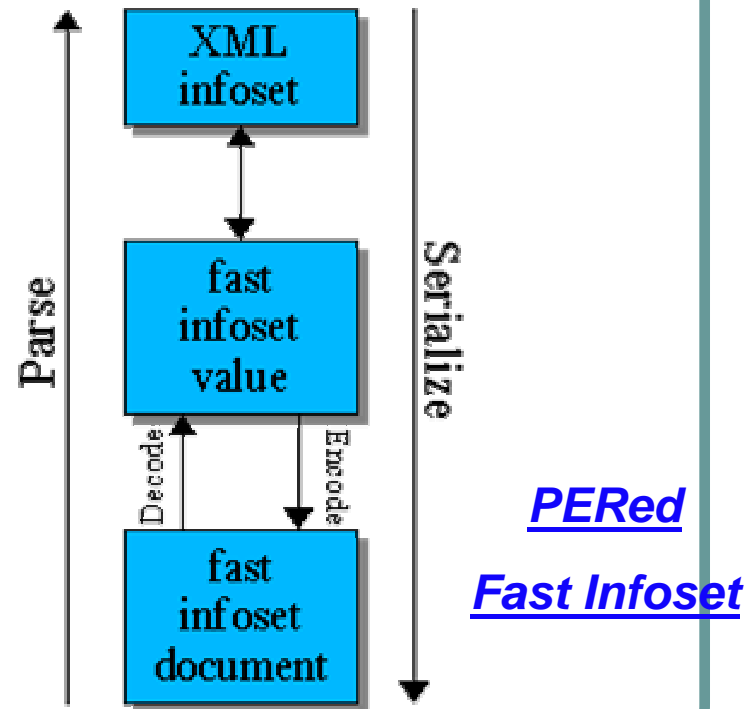 XML
infoset
Parse
Serialize
fast
infoset
value
Decode
Encode
fast
infoset
document
PERed
Fast Infoset